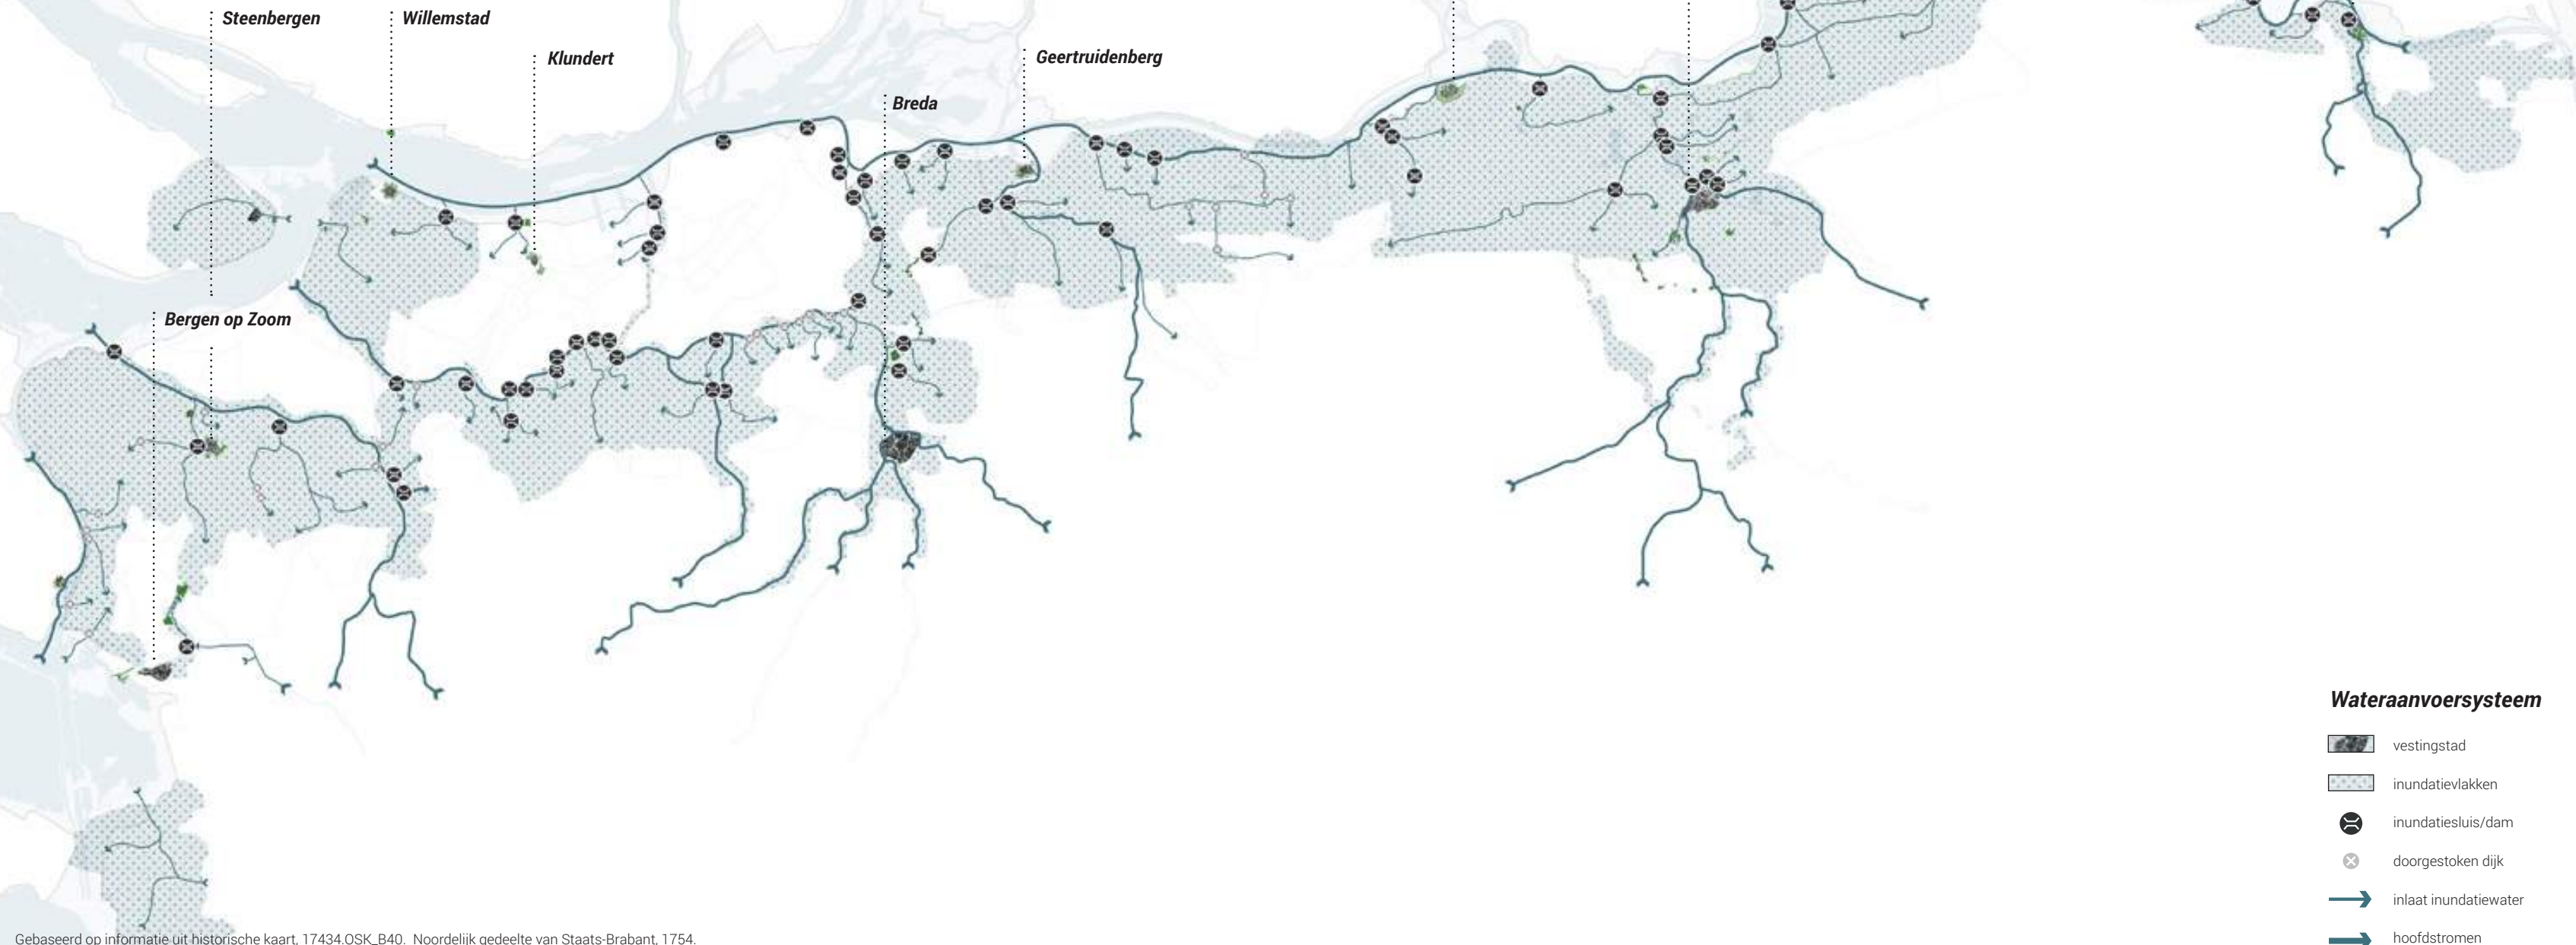 Steenbergen
Willemstad
Klundert
Geertruidenberg
Breda
Bergen op Zoom
Wateraanvoersysteem
vestingstad
inundatievlakken
inundatiesluis/dam
doorgestoken dijk
inlaat inundatiewater
hoofdstromen
Gebaseerd op informatie uit historische kaart, 17434.OSK_B40. Noordelijk gedeelte van Staats-Brabant, 1754.